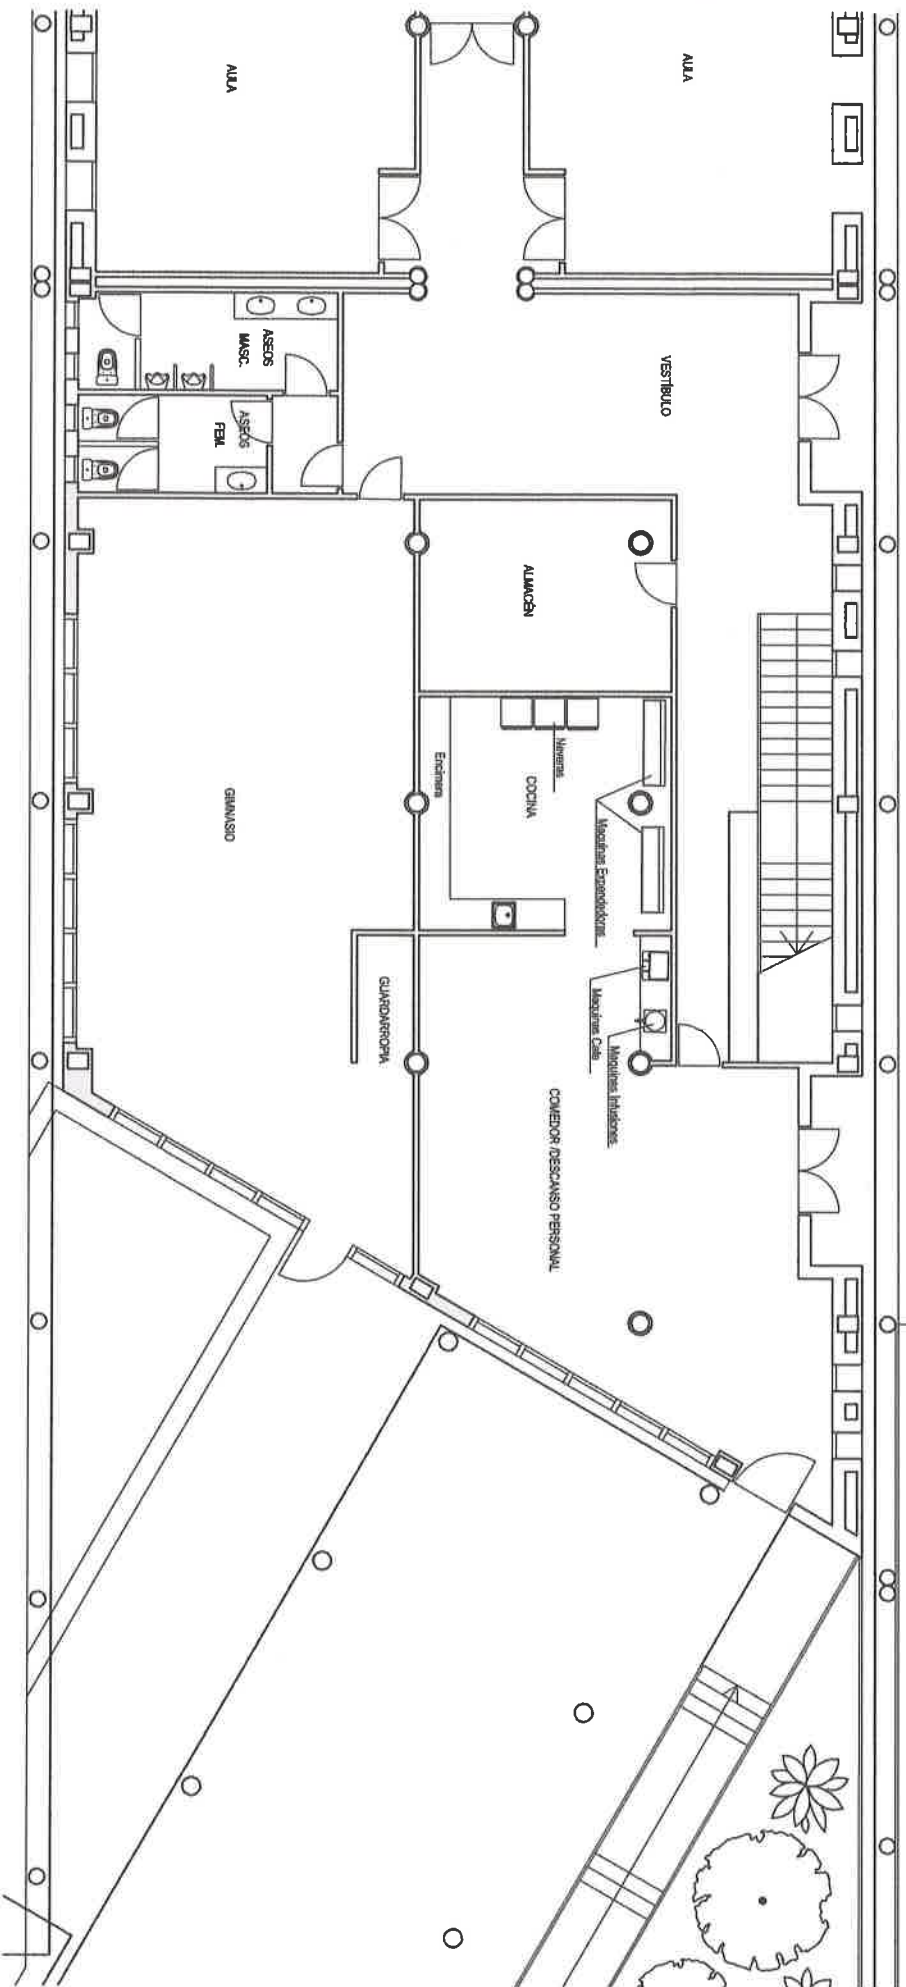 AULA
AULA
ASEOS
MASC.
ASEOS
FEM.
VESTÍBULO
ALMACÉN
Neveras
COCINA
Encimera
Maquinas Expendedoras
GIMNASIO
GUARDARROPIA
Maquinas Cafe
Maquinas Infusiones
COMEDOR /DESCANSO PERSONAL